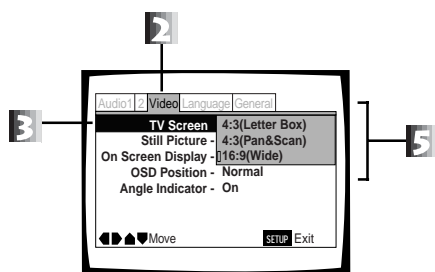 2
3
5
Audio1 2 Video Language General
TV Screen 4:3(Letter Box)
Still Picture - 4:3(Pan&Scan)
On Screen Display - 16:9(Wide)
OSD Position - Normal
Angle Indicator - On
Move SETUP Exit